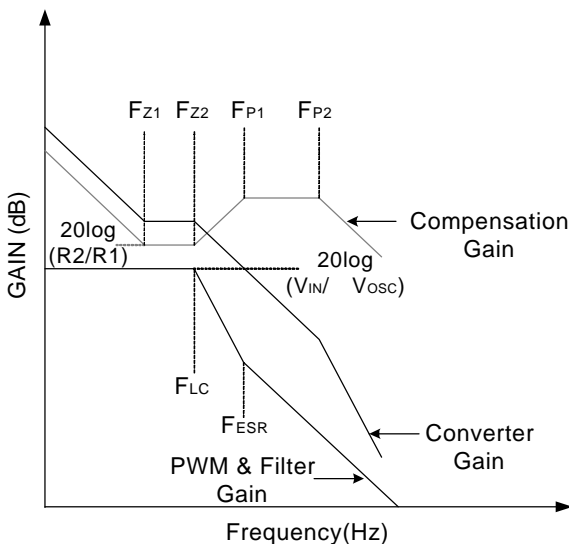 FZ1 FZ2 FP1 FP2
GAIN (dB)
Compensation
Gain
20log
(R2/R1)
20log
(VIN/ VOSC)
FLC
FESR
Converter
Gain
PWM & Filter
Gain
Frequency(Hz)